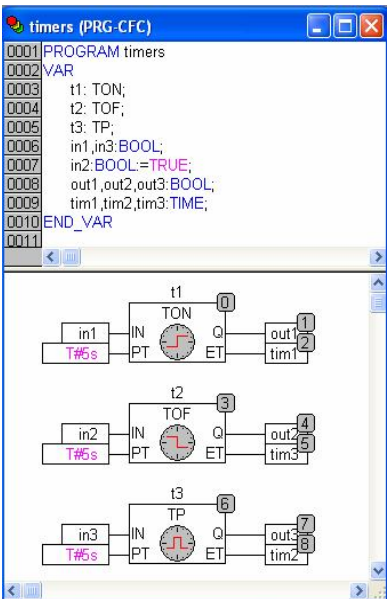 timers (PRG-CFC)
0001 PROGRAM timers
0002 VAR
0003 t1: TON;
0004 t2: TOF;
0005 t3: TP;
0006 in1,in3:BOOL;
0007 in2:BOOL:=TRUE;
0008 out1,out2,out3:BOOL;
0009 tim1,tim2,tim3:TIME;
0010 END_VAR
0011
t1
TON 0
in1 IN Q out1 1
T#5s PT ET tim1 2
t2
TOF 3
in2 IN Q out2 4
T#5s PT ET tim3 5
t3
TP 6
in3 IN Q out3 7
T#5s PT ET tim2 8